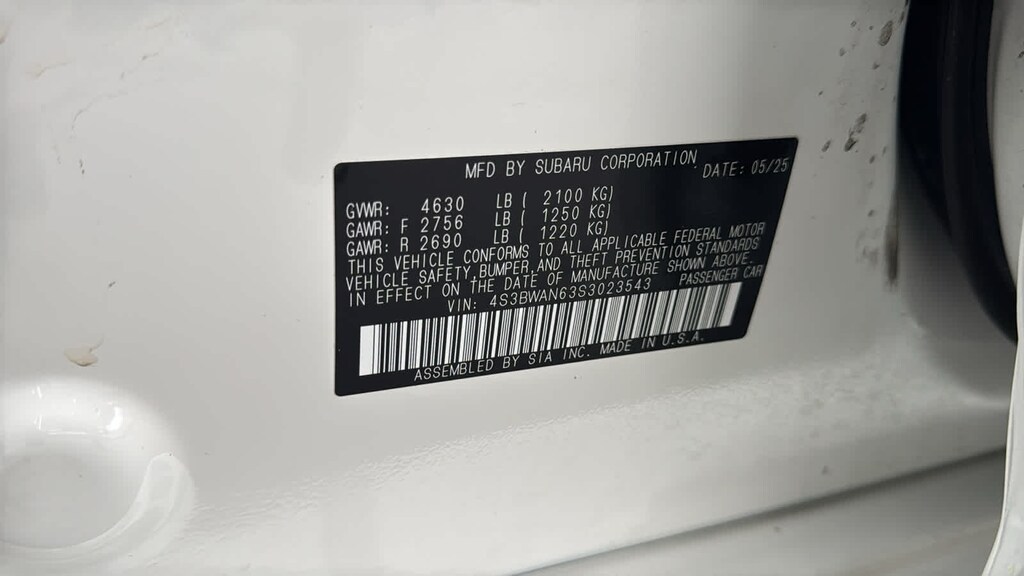 MFD BY SUBARU CORPORATION DATE: 05/25
GVWR: 4630 LB ( 2100 KG)
GAWR: F 2756 LB ( 1250 KG)
GAWR: R 2690 LB ( 1220 KG)
THIS VEHICLE CONFORMS TO ALL APPLICABLE FEDERAL MOTOR
VEHICLE SAFETY, BUMPER, AND THEFT PREVENTION STANDARDS
IN EFFECT ON THE DATE OF MANUFACTURE SHOWN ABOVE.
VIN: 4S3BWAN63S3023543 PASSENGER CAR
ASSEMBLED BY SIA INC. MADE IN U.S.A.